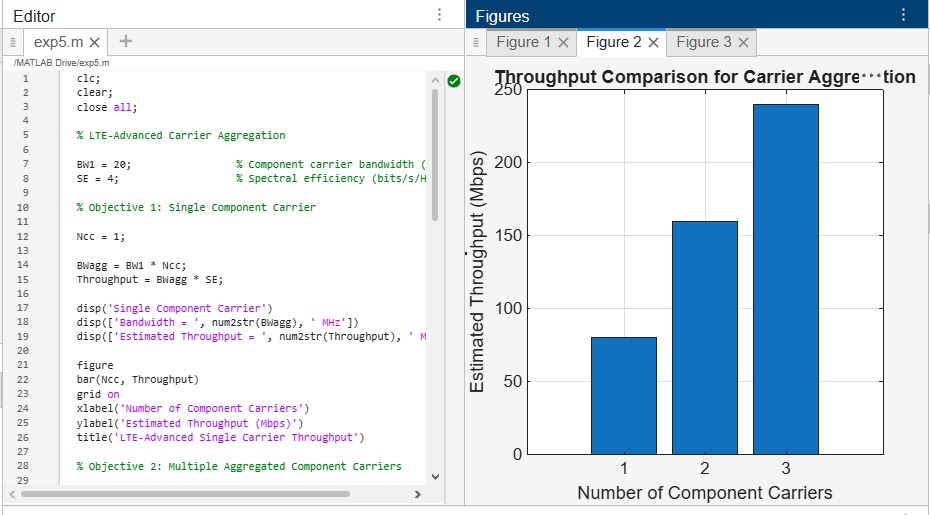 Editor
exp5.m
/MATLAB Drive/exp5.m
1 clc;
2 clear;
3 close all;
4
5 % LTE-Advanced Carrier Aggregation
6
7 BW1 = 20; % Component carrier bandwidth (
8 SE = 4; % Spectral efficiency (bits/s/H
9
10 % Objective 1: Single Component Carrier
11
12 Ncc = 1;
13
14 BWagg = BW1 * Ncc;
15 Throughput = BWagg * SE;
16
17 disp('Single Component Carrier')
18 disp(['Bandwidth = ', num2str(BWagg), ' MHz'])
19 disp(['Estimated Throughput = ', num2str(Throughput), ' M
20
21 figure
22 bar(Ncc, Throughput)
23 grid on
24 xlabel('Number of Component Carriers')
25 ylabel('Estimated Throughput (Mbps)')
26 title('LTE-Advanced Single Carrier Throughput')
27
28 % Objective 2: Multiple Aggregated Component Carriers
29
Figures
Figure 1 Figure 2 Figure 3
Throughput Comparison for Carrier Aggre···tion
250
200
150
100
50
0
Estimated Throughput (Mbps)
1 2 3
Number of Component Carriers